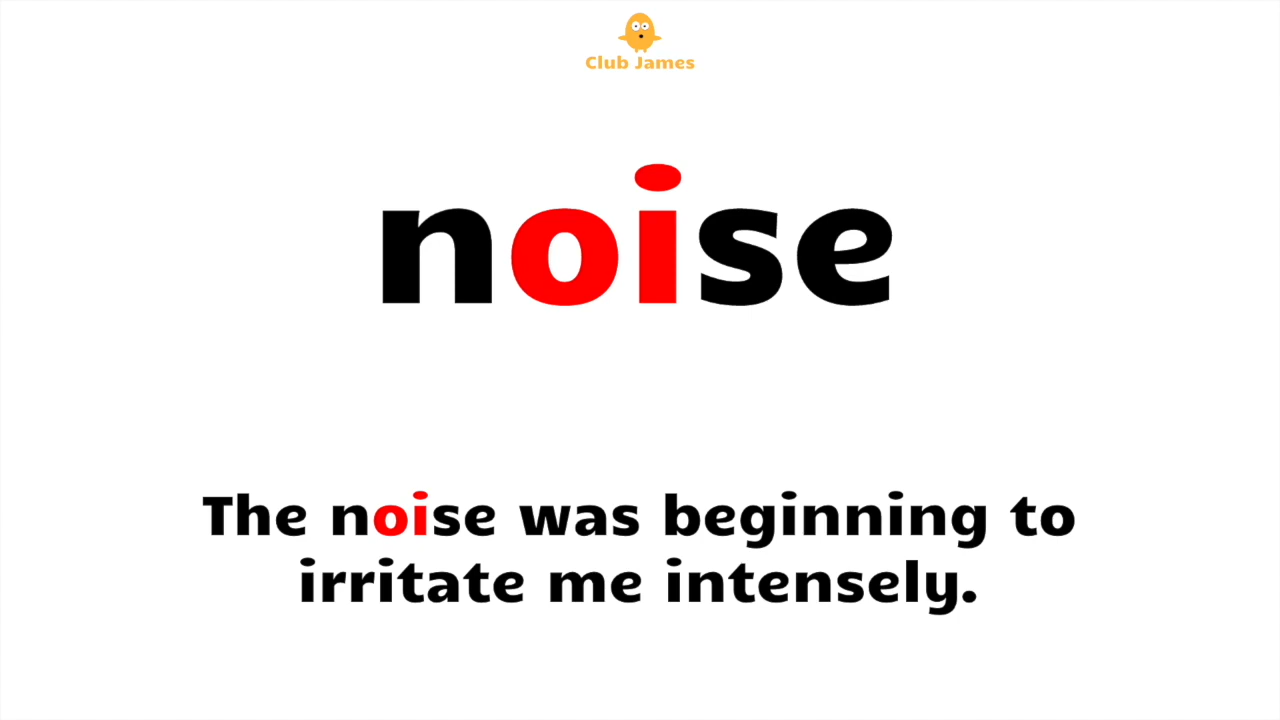 Club James
noise
The noise was beginning to
irritate me intensely.